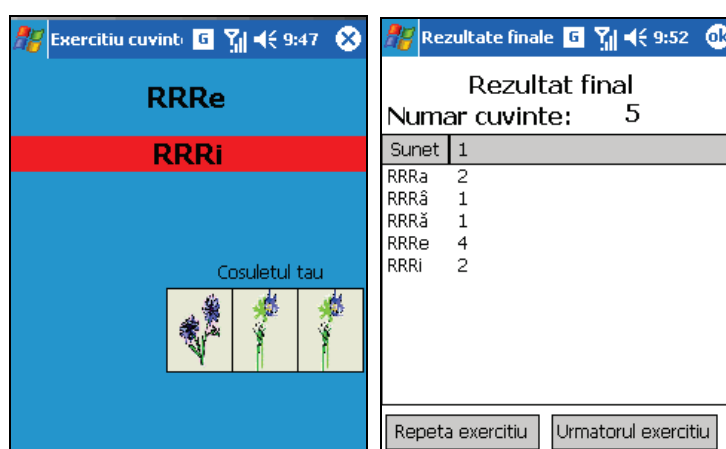 Exercitiu cuvint G 9:47
RRRe
RRRi
Cosuletul tau
Rezultate finale G 9:52 ok
Rezultat final
Numar cuvinte: 5
Sunet 1
RRRa 2
RRRâ 1
RRRă 1
RRRe 4
RRRi 2
Repeta exercitiu Urmatorul exercitiu